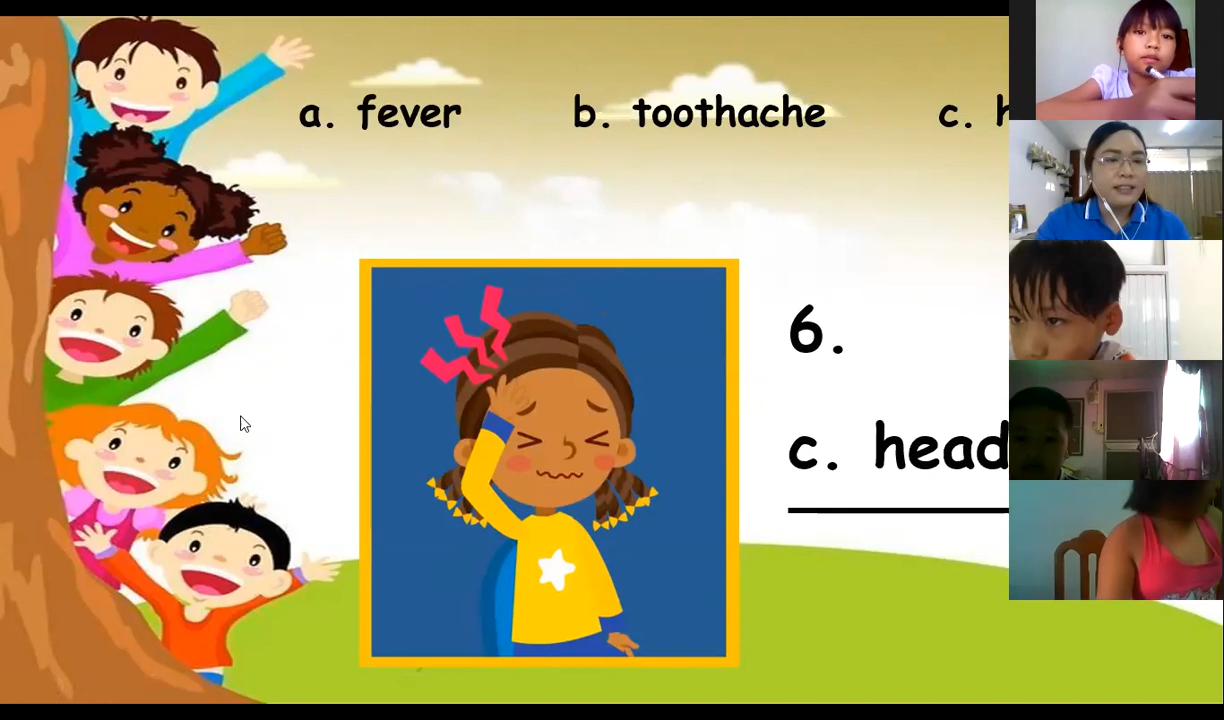 a. fever b. toothache c. h
6.
c. head